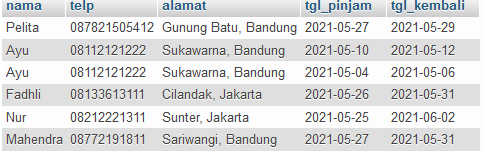 nama telp alamat tgl_pinjam tgl_kembali
Pelita 087821505412 Gunung Batu, Bandung 2021-05-27 2021-05-29
Ayu 08112121222 Sukawarna, Bandung 2021-05-10 2021-05-12
Ayu 08112121222 Sukawarna, Bandung 2021-05-04 2021-05-06
Fadhli 08133613111 Cilandak, Jakarta 2021-05-26 2021-05-31
Nur 08212221311 Sunter, Jakarta 2021-05-25 2021-06-02
Mahendra 08772191811 Sariwangi, Bandung 2021-05-27 2021-05-31